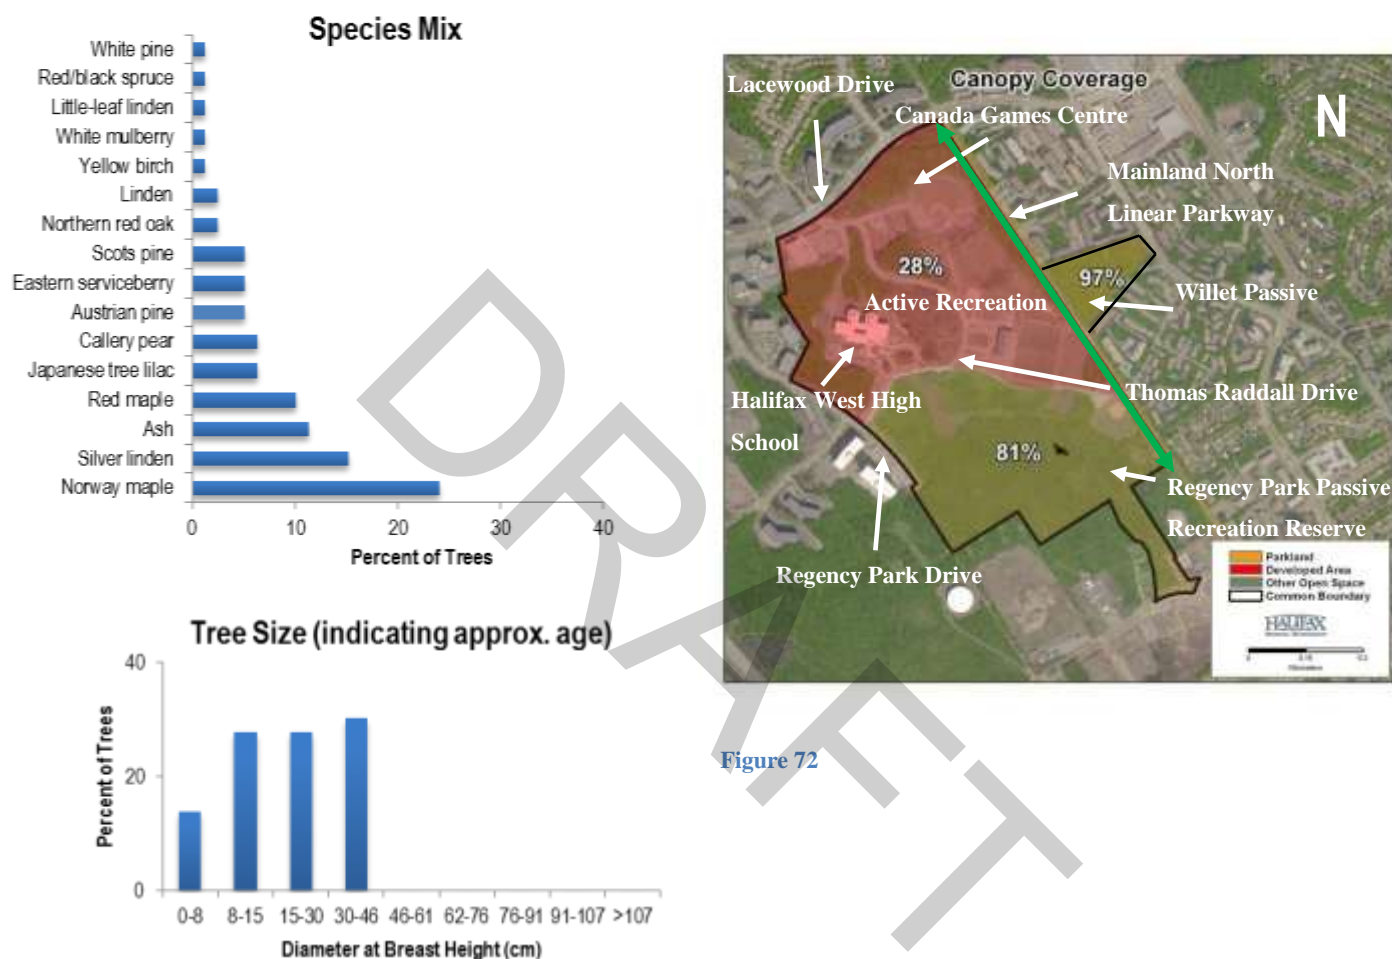 Species Mix
White pine
Red/black spruce
Little-leaf linden
White mulberry
Yellow birch
Linden
Northern red oak
Scots pine
Eastern serviceberry
Austrian pine
Callery pear
Japanese tree lilac
Red maple
Ash
Silver linden
Norway maple
0 10 20 30 40
Percent of Trees
Tree Size (indicating approx. age)
Percent of Trees
40
20
0
0-8 8-15 15-30 30-46 46-61 62-76 76-91 91-107 >107
Diameter at Breast Height (cm)
Canopy Coverage
Lacewood Drive
Canada Games Centre
N
Mainland North
Linear Parkway
28%
97%
Active Recreation
Willet Passive
Halifax West High
School
Thomas Raddall Drive
81%
Regency Park Passive
Recreation Reserve
Regency Park Drive
Parkland
Developed Area
Other Open Space
Common Boundary
HALIFAX
Figure 72
DRAFT